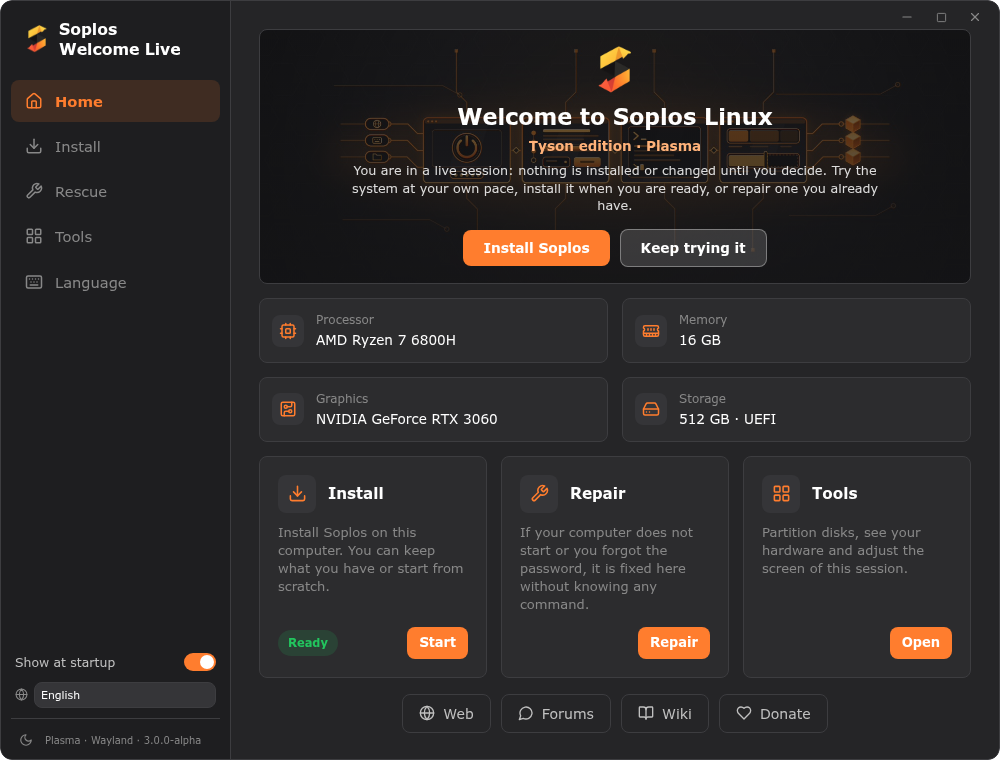 Soplos
Welcome Live
Home
Install
Rescue
Tools
Language
Show at startup
English
Plasma · Wayland · 3.0.0-alpha
Welcome to Soplos Linux
Tyson edition · Plasma
You are in a live session: nothing is installed or changed until you decide. Try the
system at your own pace, install it when you are ready, or repair one you already
have.
Install Soplos
Keep trying it
Processor
AMD Ryzen 7 6800H
Memory
16 GB
Graphics
NVIDIA GeForce RTX 3060
Storage
512 GB · UEFI
Install
Install Soplos on this
computer. You can keep
what you have or start from
scratch.
Ready
Start
Repair
If your computer does not
start or you forgot the
password, it is fixed here
without knowing any
command.
Repair
Tools
Partition disks, see your
hardware and adjust the
screen of this session.
Open
Web
Forums
Wiki
Donate